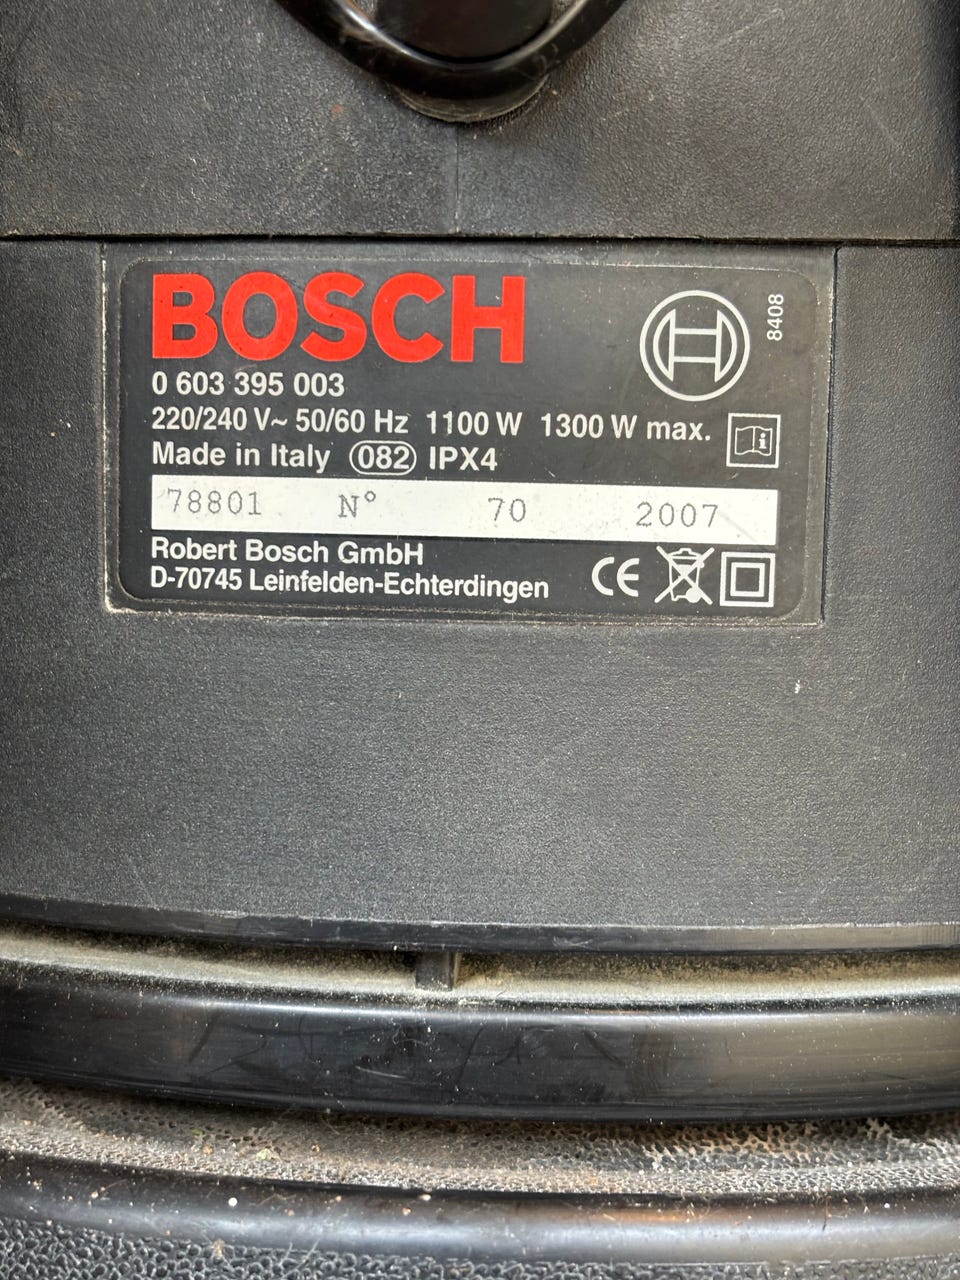 BOSCH
8408
0 603 395 003
220/240 V~ 50/60 Hz 1100 W 1300 W max.
i
Made in Italy 082 IPX4
78801 N° 70 2007
Robert Bosch GmbH
D-70745 Leinfelden-Echterdingen
CE